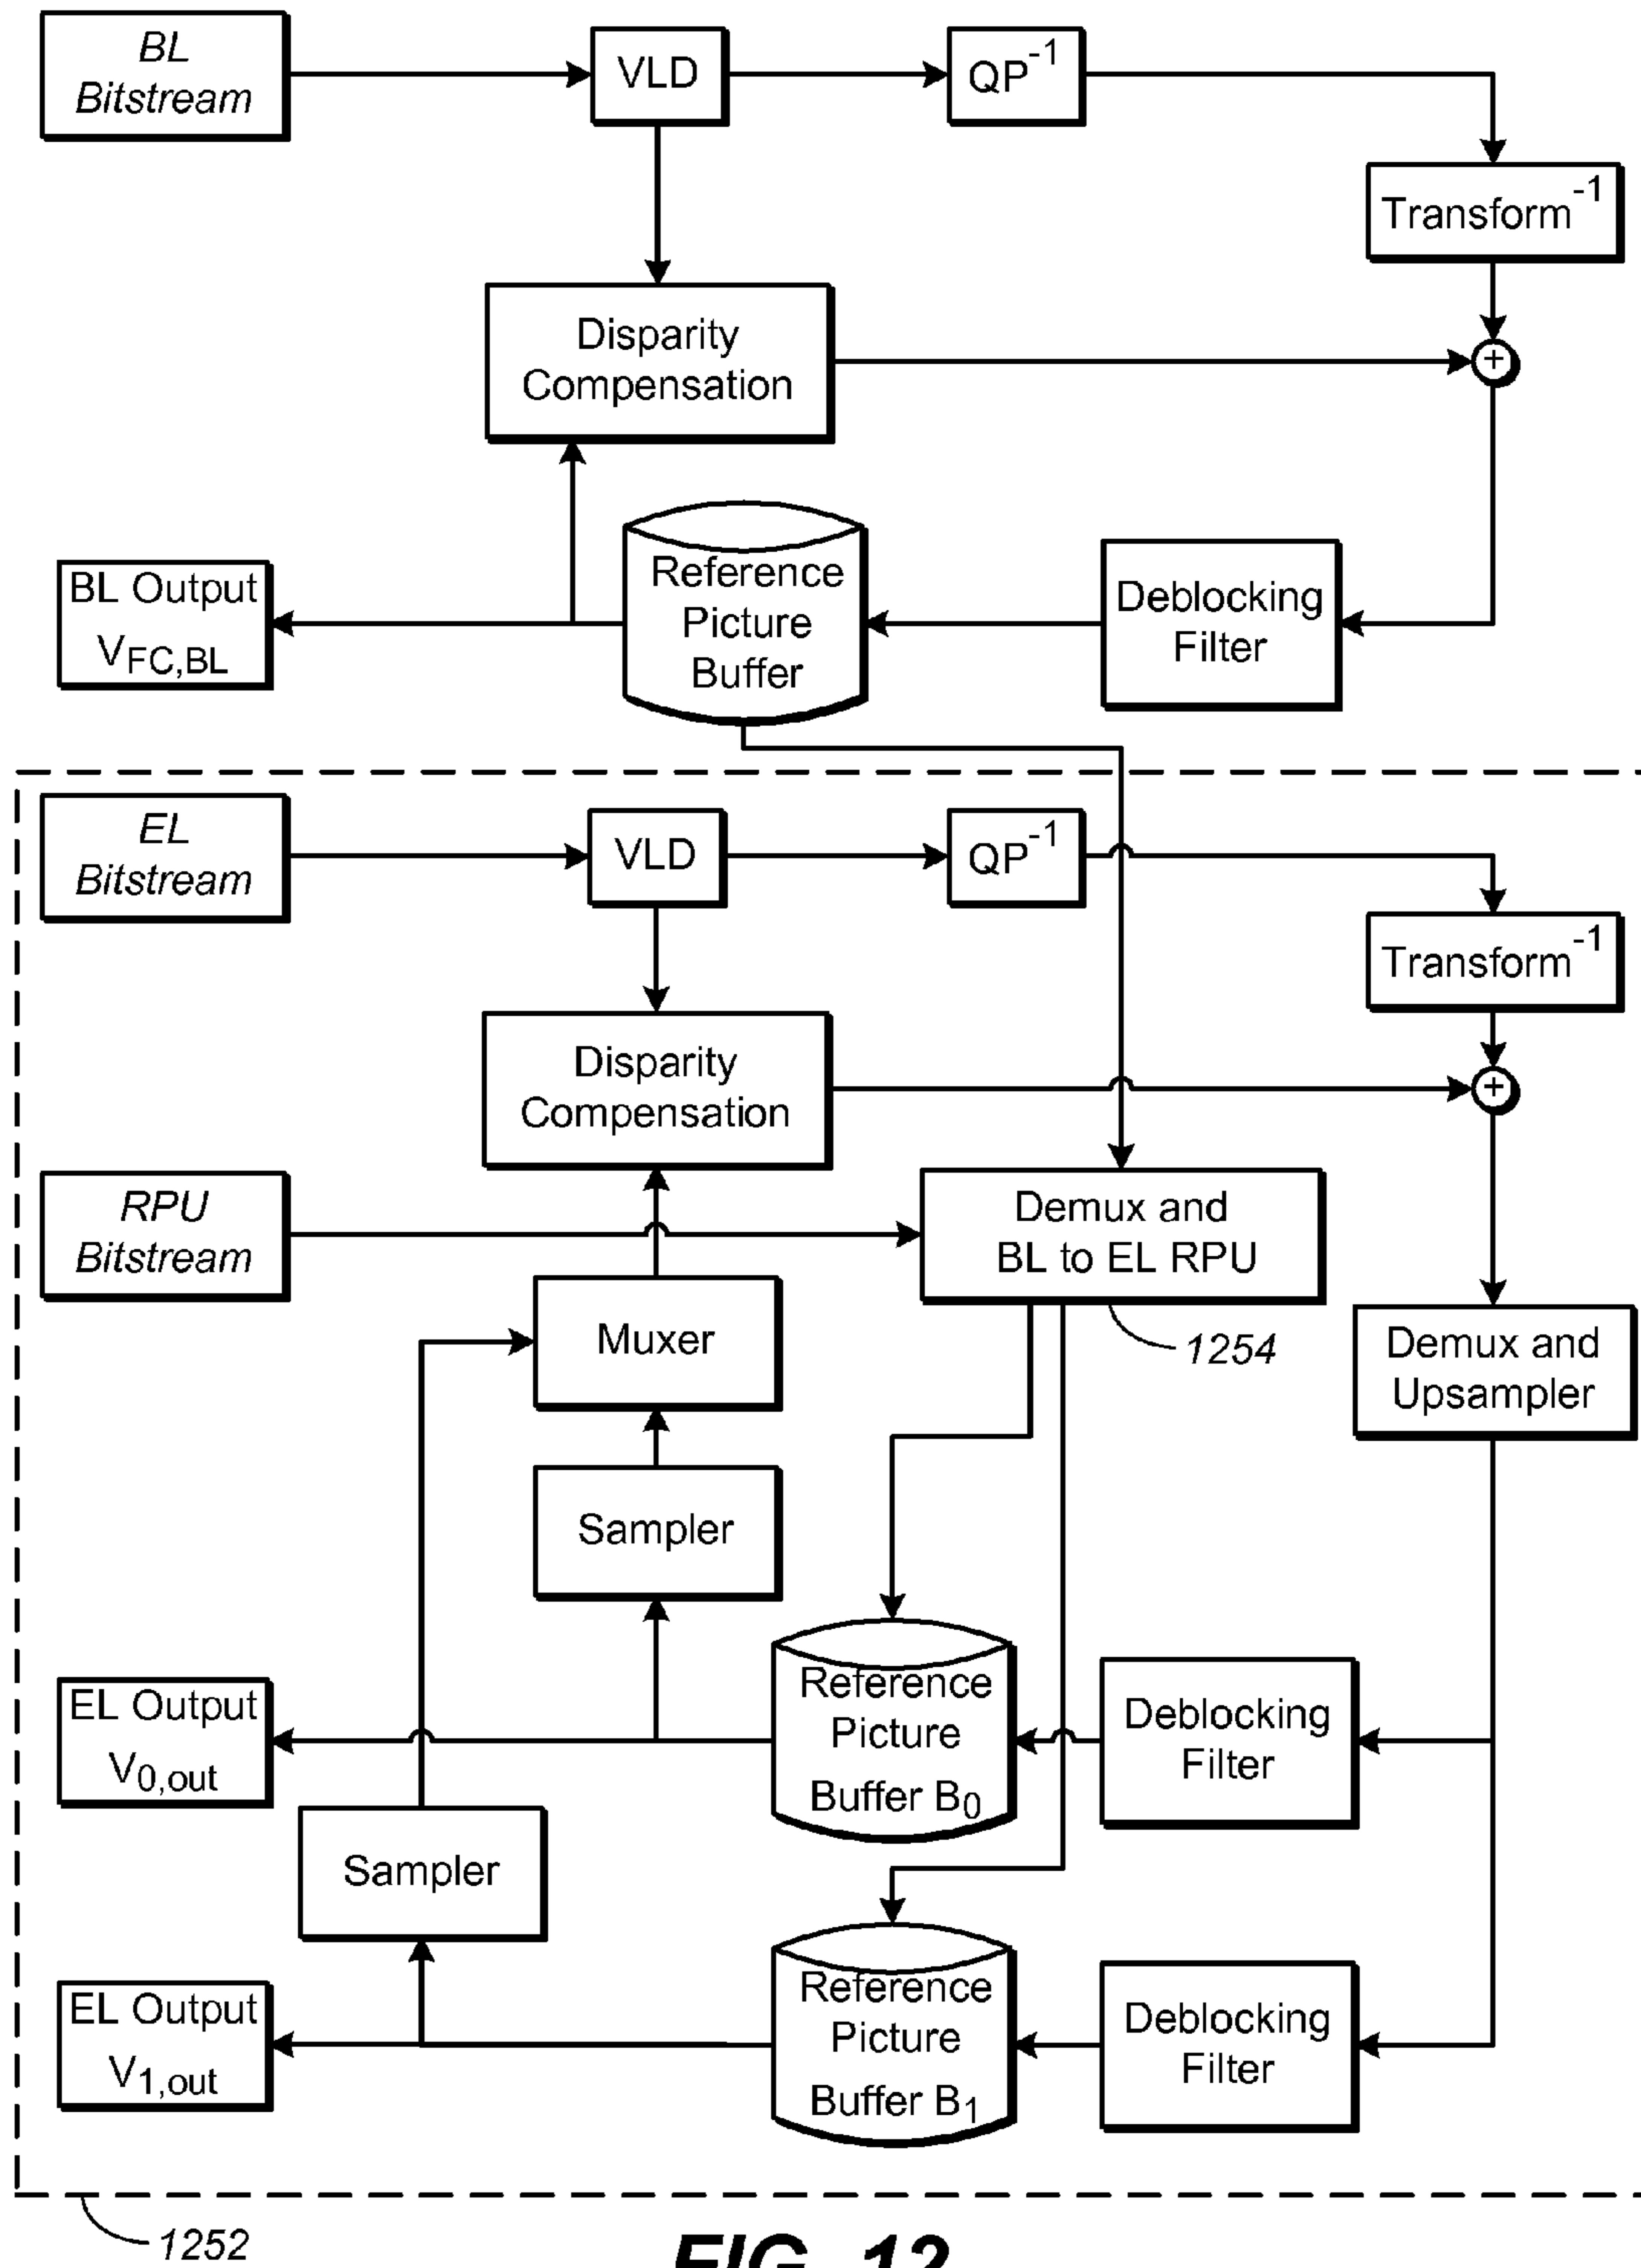 BL
Bitstream
VLD
QP-1
Transform-1
Disparity
Compensation
+
BL Output
VFC,BL
Reference
Picture
Buffer
Deblocking
Filter
EL
Bitstream
VLD
QP-1
Transform-1
Disparity
Compensation
+
RPU
Bitstream
Demux and
BL to EL RPU
1254
Muxer
Demux and
Upsampler
Sampler
EL Output
V0,out
Reference
Picture
Buffer B0
Deblocking
Filter
Sampler
EL Output
V1,out
Reference
Picture
Buffer B1
Deblocking
Filter
1252
FIG. 12